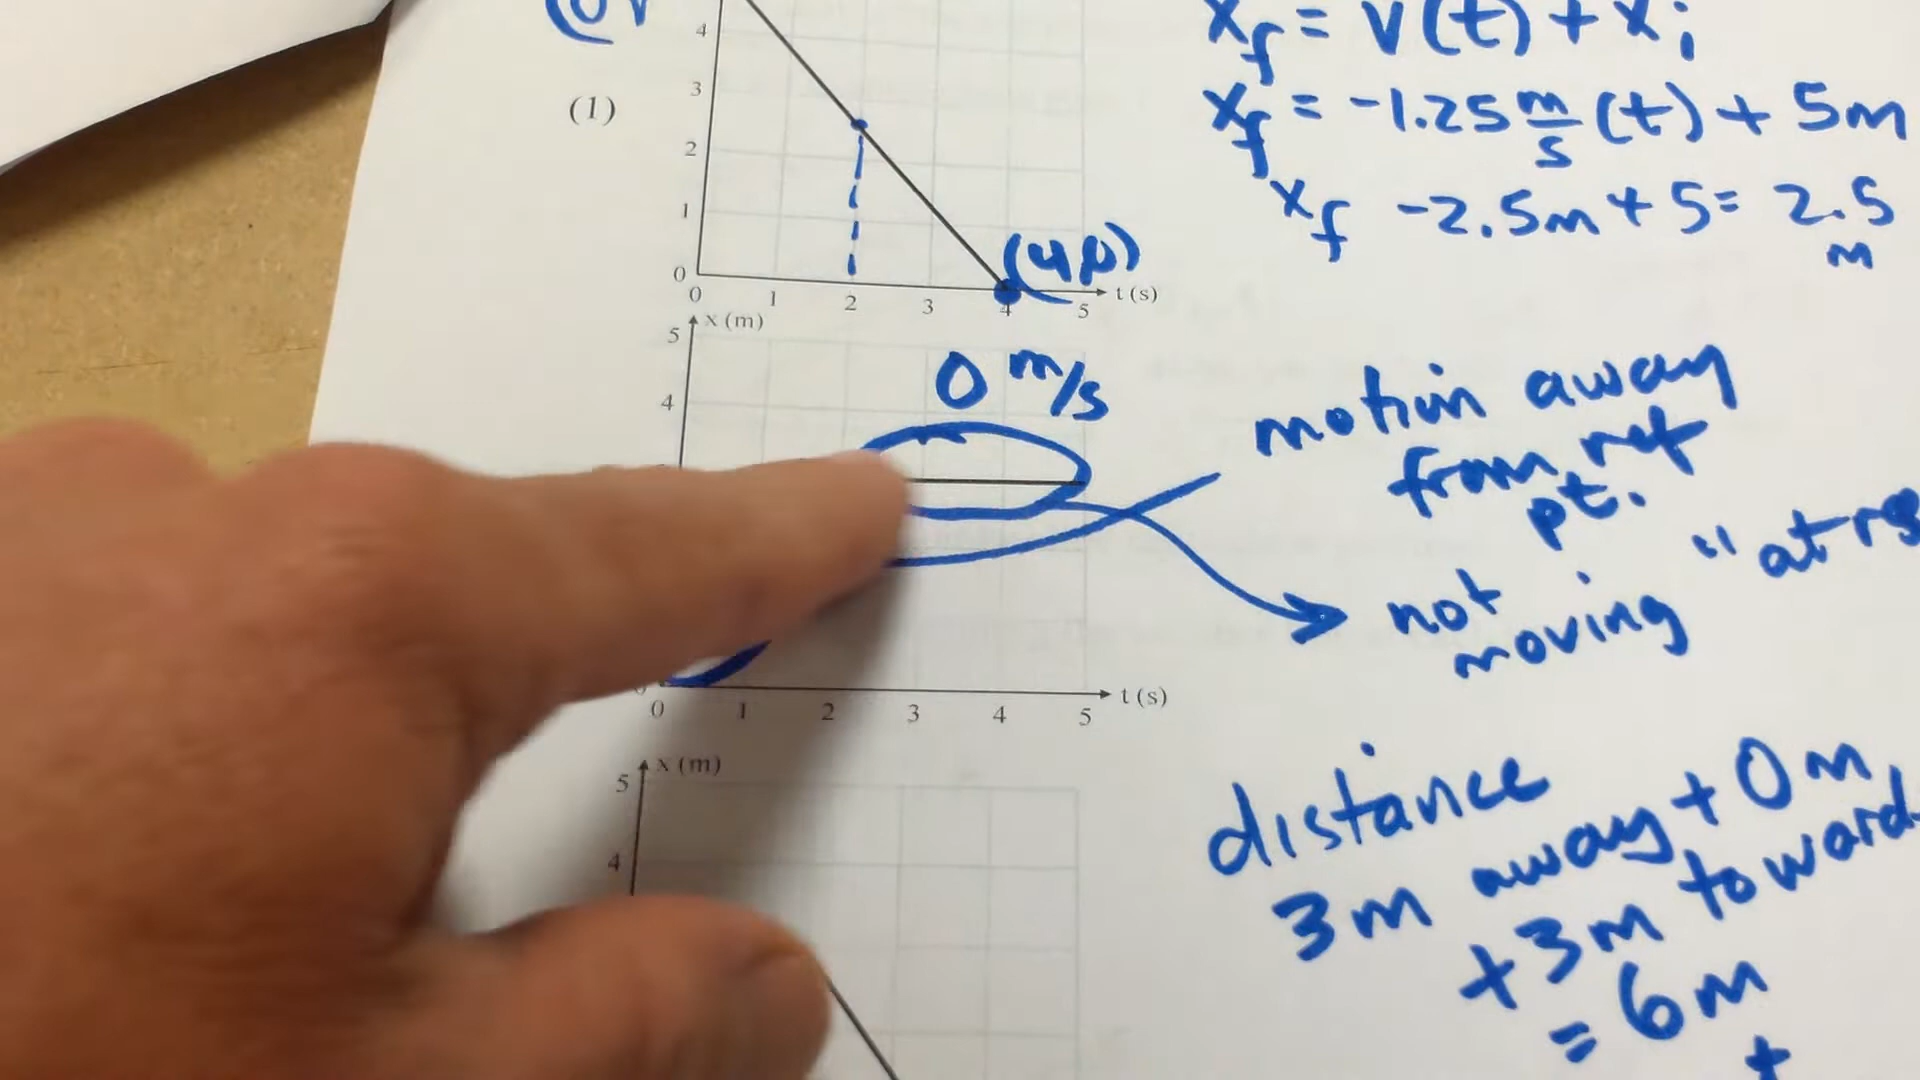 4
3
(1)
2
1
0
0 1 2 3 4 5
t (s)
(4,0)
xf = v(t) + xi
xf = -1.25 m/s (t) + 5m
xf -2.5m + 5 = 2.5
m
x (m)
5
4
0 m/s
0 1 2 3 4 5
t (s)
motion away
from ref
pt.
not
moving
x (m)
5
4
distance
3m away + 0m
+3m toward
= 6m
+